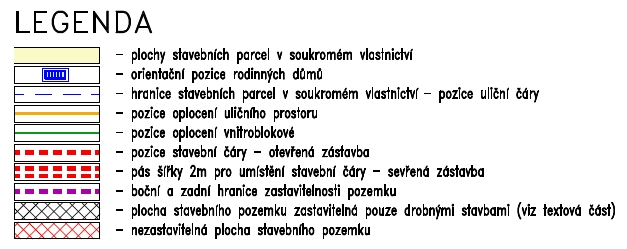 LEGENDA
– plochy stavebních parcel v soukromém vlastnictví
– orientační pozice rodinných důmů
– hranice stavebních parcel v soukromém vlastnictví – pozice uliční čáry
– pozice oplocení uličního prostoru
– pozice oplocení vnitroblokové
– pozice stavební čáry – otevřená zástavba
– pás šířky 2m pro umístění stavební čáry – sevřená zástavba
– boční a zadní hranice zastavitelnosti pozemku
– plocha stavebního pozemku zastavitelná pouze drobnými stavbami (viz textová část)
– nezastavitelná plocha stavebního pozemku